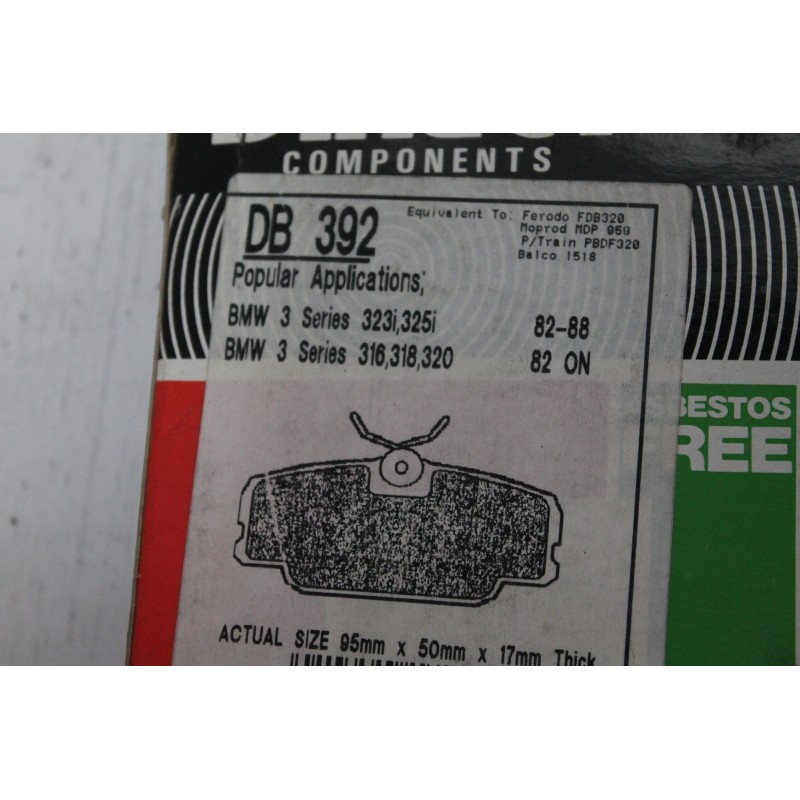 COMPONENTS
DB 392
Equivalent To: Ferodo FDB320
Moprod MDP 959
P/Train PBDF320
Balco 1518
Popular Applications;
BMW 3 Series 323i,325i 82-88
BMW 3 Series 316,318,320 82 ON
BESTOS
REE
ACTUAL SIZE 95mm x 50mm x 17mm Thick